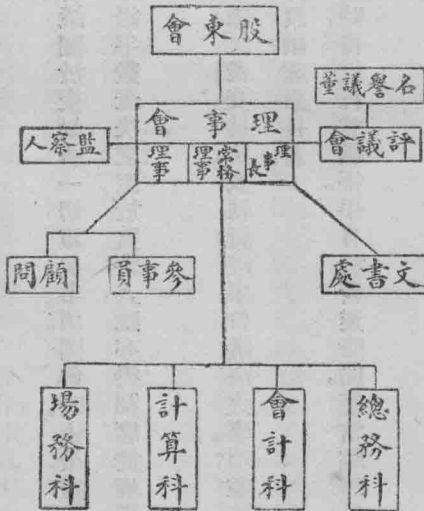 股東會
名譽議董
理事會
評議會
監察人
理事長
常務理事
理事
文書處
參事員
顧問
總務科
會計科
計算科
場務科